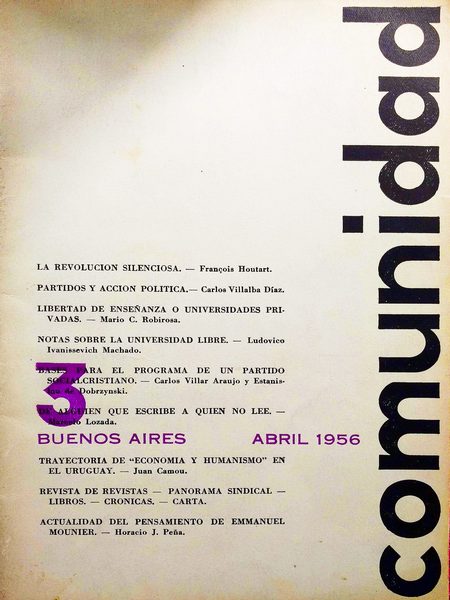 comunidad
LA REVOLUCION SILENCIOSA. — François Houtart.
PARTIDOS Y ACCION POLITICA. — Carlos Villalba Díaz.
LIBERTAD DE ENSEÑANZA O UNIVERSIDADES PRI-
VADAS. — Mario C. Robirosa.
NOTAS SOBRE LA UNIVERSIDAD LIBRE. — Ludovico
Ivanissevich Machado.
BASES PARA EL PROGRAMA DE UN PARTIDO
SOCIALCRISTIANO. — Carlos Villar Araujo y Estanis-
lao de Dobrzynski.
3
DE ALGUIEN QUE ESCRIBE A QUIEN NO LEE. —
Lozada.
BUENOS AIRES ABRIL 1956
TRAYECTORIA DE “ECONOMIA Y HUMANISMO” EN
EL URUGUAY. — Juan Camou.
REVISTA DE REVISTAS — PANORAMA SINDICAL —
LIBROS. — CRONICAS. — CARTA.
ACTUALIDAD DEL PENSAMIENTO DE EMMANUEL
MOUNIER. — Horacio J. Peña.